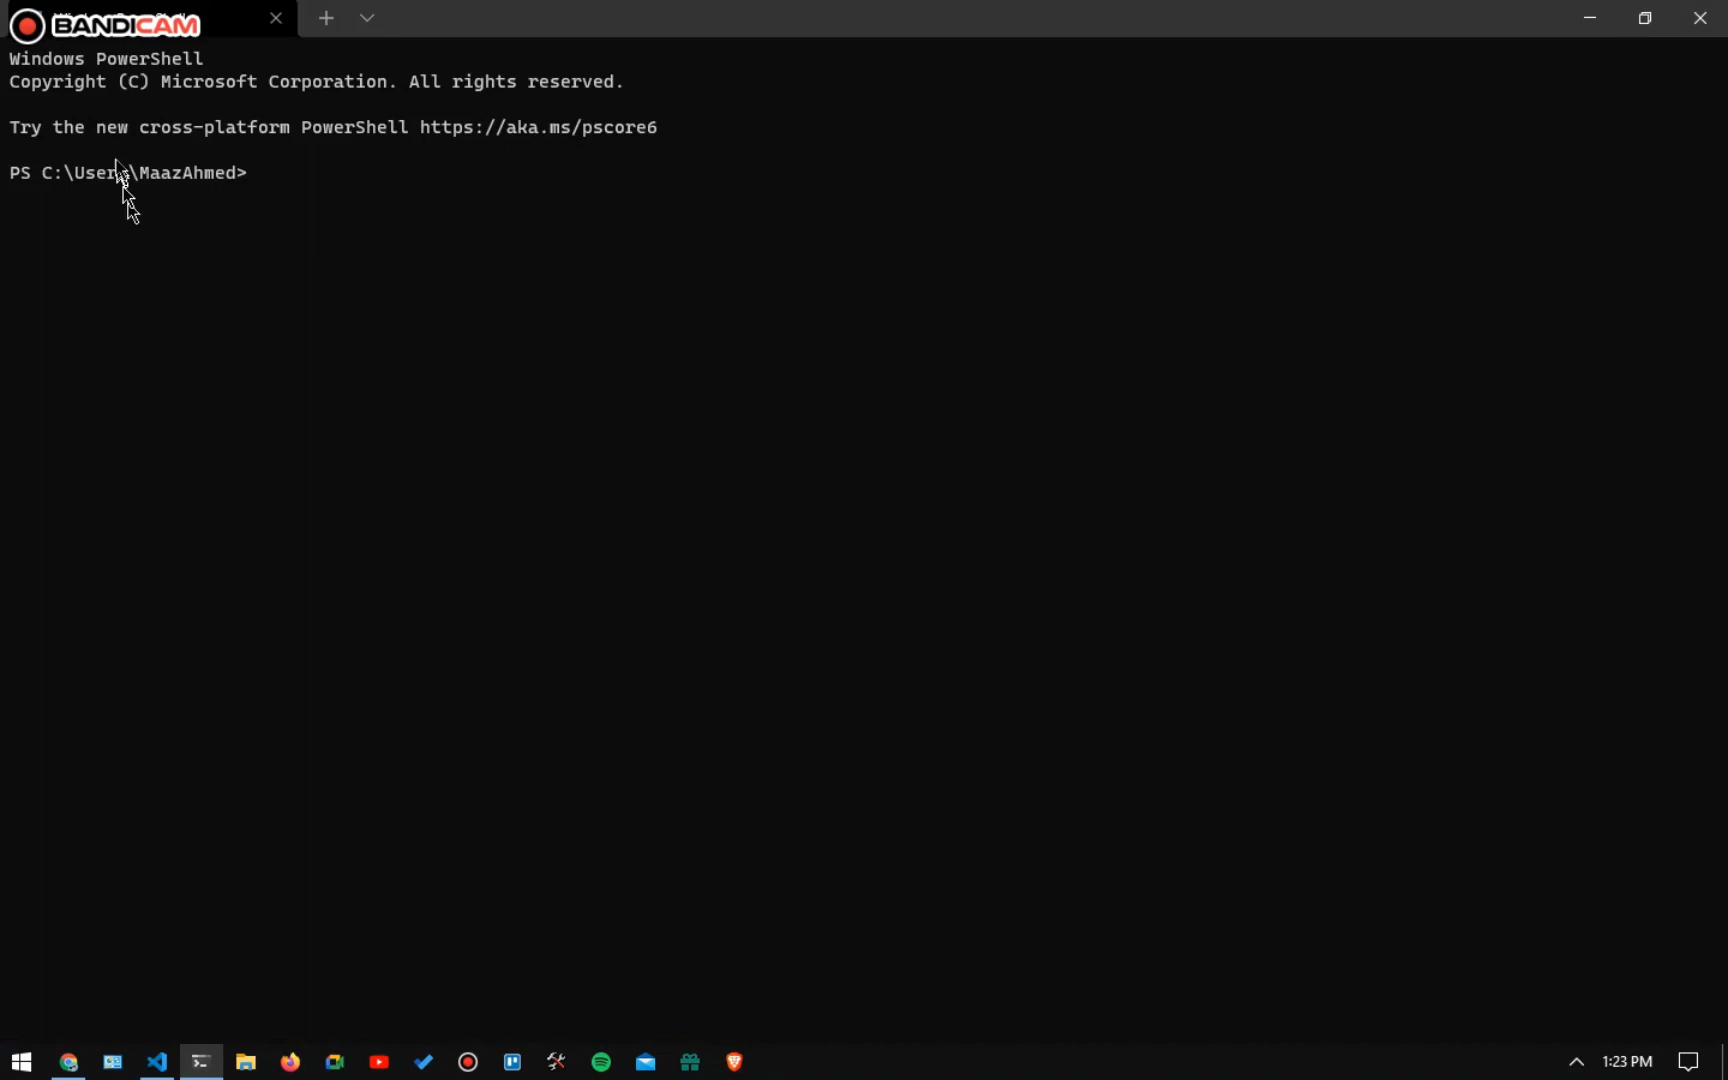 BANDICAM
Windows PowerShell
Copyright (C) Microsoft Corporation. All rights reserved.
Try the new cross-platform PowerShell https://aka.ms/pscore6
PS C:\Users\MaazAhmed>
1:23 PM